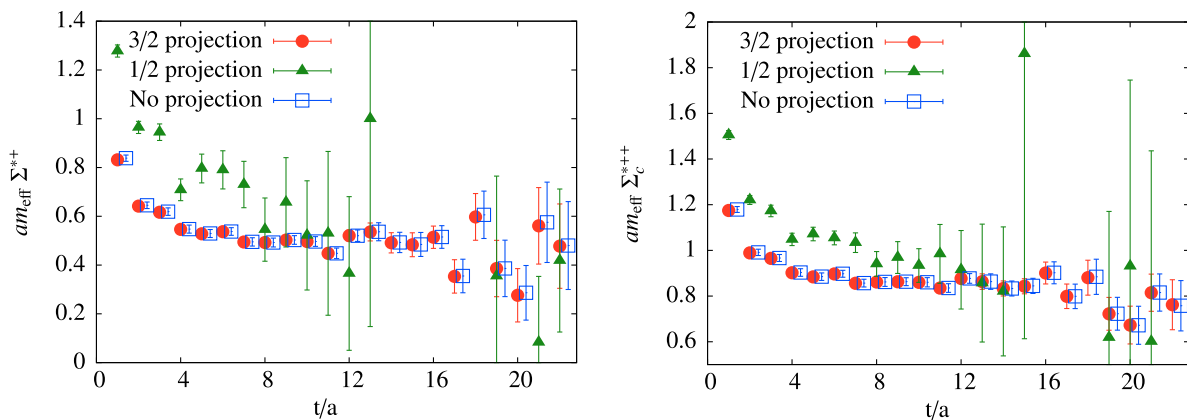 am_eff Σ*+
1.4
1.2
1
0.8
0.6
0.4
0.2
0
3/2 projection
1/2 projection
No projection
0 4 8 12 16 20
t/a
am_eff Σ_c*++
2
1.8
1.6
1.4
1.2
1
0.8
0.6
3/2 projection
1/2 projection
No projection
0 4 8 12 16 20
t/a